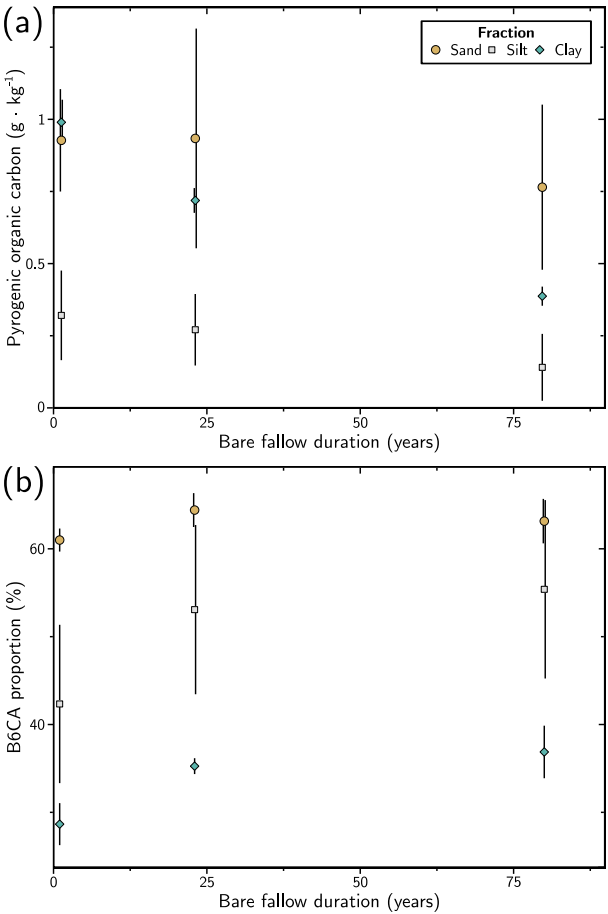 (a)
Fraction
Sand Silt Clay
Pyrogenic organic carbon (g · kg⁻¹)
1
0.5
0
0 25 50 75
Bare fallow duration (years)
(b)
B6CA proportion (%)
60
40
0 25 50 75
Bare fallow duration (years)